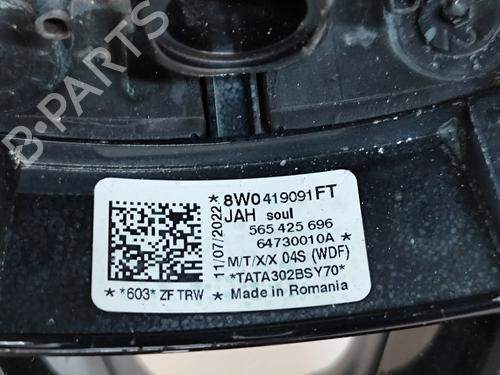 B-PARTS
*8W0419091FT
JAH soul
565 425 696
64730010A*
M/T/X/X 04S (WDF)
*TATA302BSY70*
* *603* ZF TRW * Made in Romania
11/07/2022